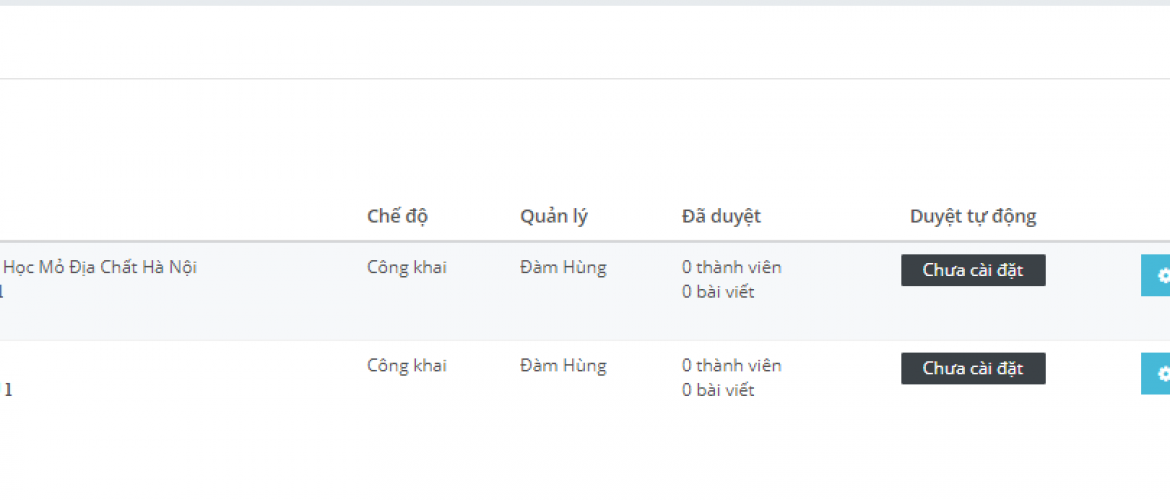 Chế độ Quản lý Đã duyệt Duyệt tự động
Học Mỏ Địa Chất Hà Nội Công khai Đàm Hùng 0 thành viên Chưa cài đặt
1 0 bài viết
Công khai Đàm Hùng 0 thành viên Chưa cài đặt
1 0 bài viết